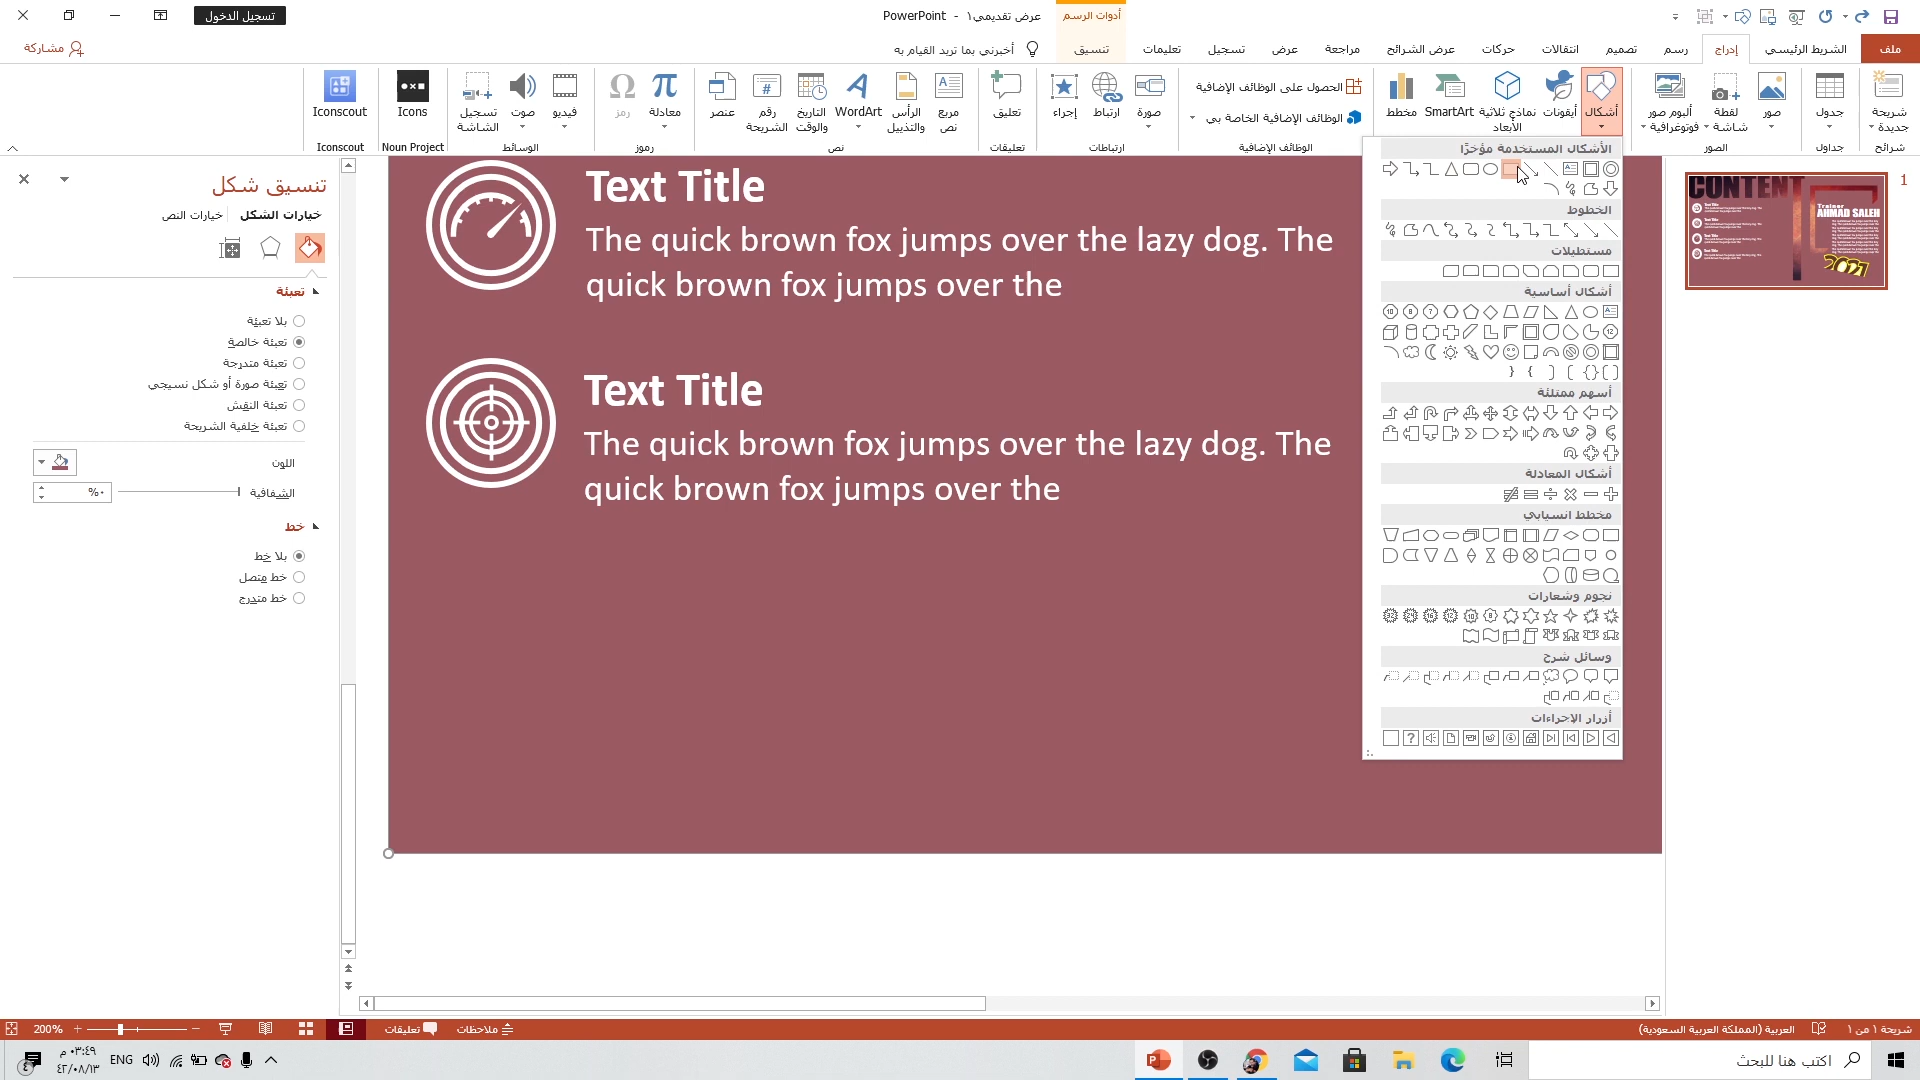 تسجيل الدخول
عرض تقديمي١ - PowerPoint
أدوات الرسم
ملف
الشريط الرئيسي
إدراج
رسم
تصميم
انتقالات
حركات
عرض الشرائح
مراجعة
عرض
تسجيل
تعليمات
تنسيق
أخبرني بما تريد القيام به
مشاركة
شريحة جديدة
جدول
صور
لقطة شاشة
ألبوم صور فوتوغرافية
أشكال
أيقونات
نماذج ثلاثية الأبعاد
SmartArt
مخطط
الحصول على الوظائف الإضافية
الوظائف الإضافية الخاصة بي
صورة
ارتباط
إجراء
تعليق
مربع نص
الرأس والتذييل
WordArt
التاريخ والوقت
رقم الشريحة
عنصر
معادلة
رمز
فيديو
صوت
تسجيل الشاشة
Icons
Iconscout
شرائح
جداول
الصور
الوظائف الإضافية
ارتباطات
تعليقات
نص
رموز
الوسائط
Noun Project
Iconscout
الأشكال المستخدمة مؤخرًا
الخطوط
مستطيلات
أشكال أساسية
أسهم ممتلئة
أشكال المعادلة
مخطط انسيابي
نجوم وشعارات
وسائل شرح
أزرار الإجراءات
تنسيق شكل
خيارات الشكل
خيارات النص
تعبئة
بلا تعبئة
تعبئة خالصة
تعبئة متدرجة
تعبئة صورة أو شكل نسيجي
تعبئة النقش
تعبئة خلفية الشريحة
اللون
الشفافية
%٠
خط
بلا خط
خط متصل
خط متدرج
Text Title
The quick brown fox jumps over the lazy dog. The
quick brown fox jumps over the
Text Title
The quick brown fox jumps over the lazy dog. The
quick brown fox jumps over the
1
CONTENT
Trainer
AHMAD SALEH
2021
شريحة ١ من ١
العربية (المملكة العربية السعودية)
ملاحظات
تعليقات
200%
اكتب هنا للبحث
ENG
٠٣:٤٩ م
٤٢/٠٨/١٣